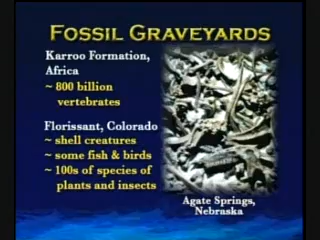 FOSSIL GRAVEYARDS
Karroo Formation,
Africa
~ 800 billion
vertebrates
Florissant, Colorado
~ shell creatures
~ some fish & birds
~ 100s of species of
plants and insects
Agate Springs,
Nebraska